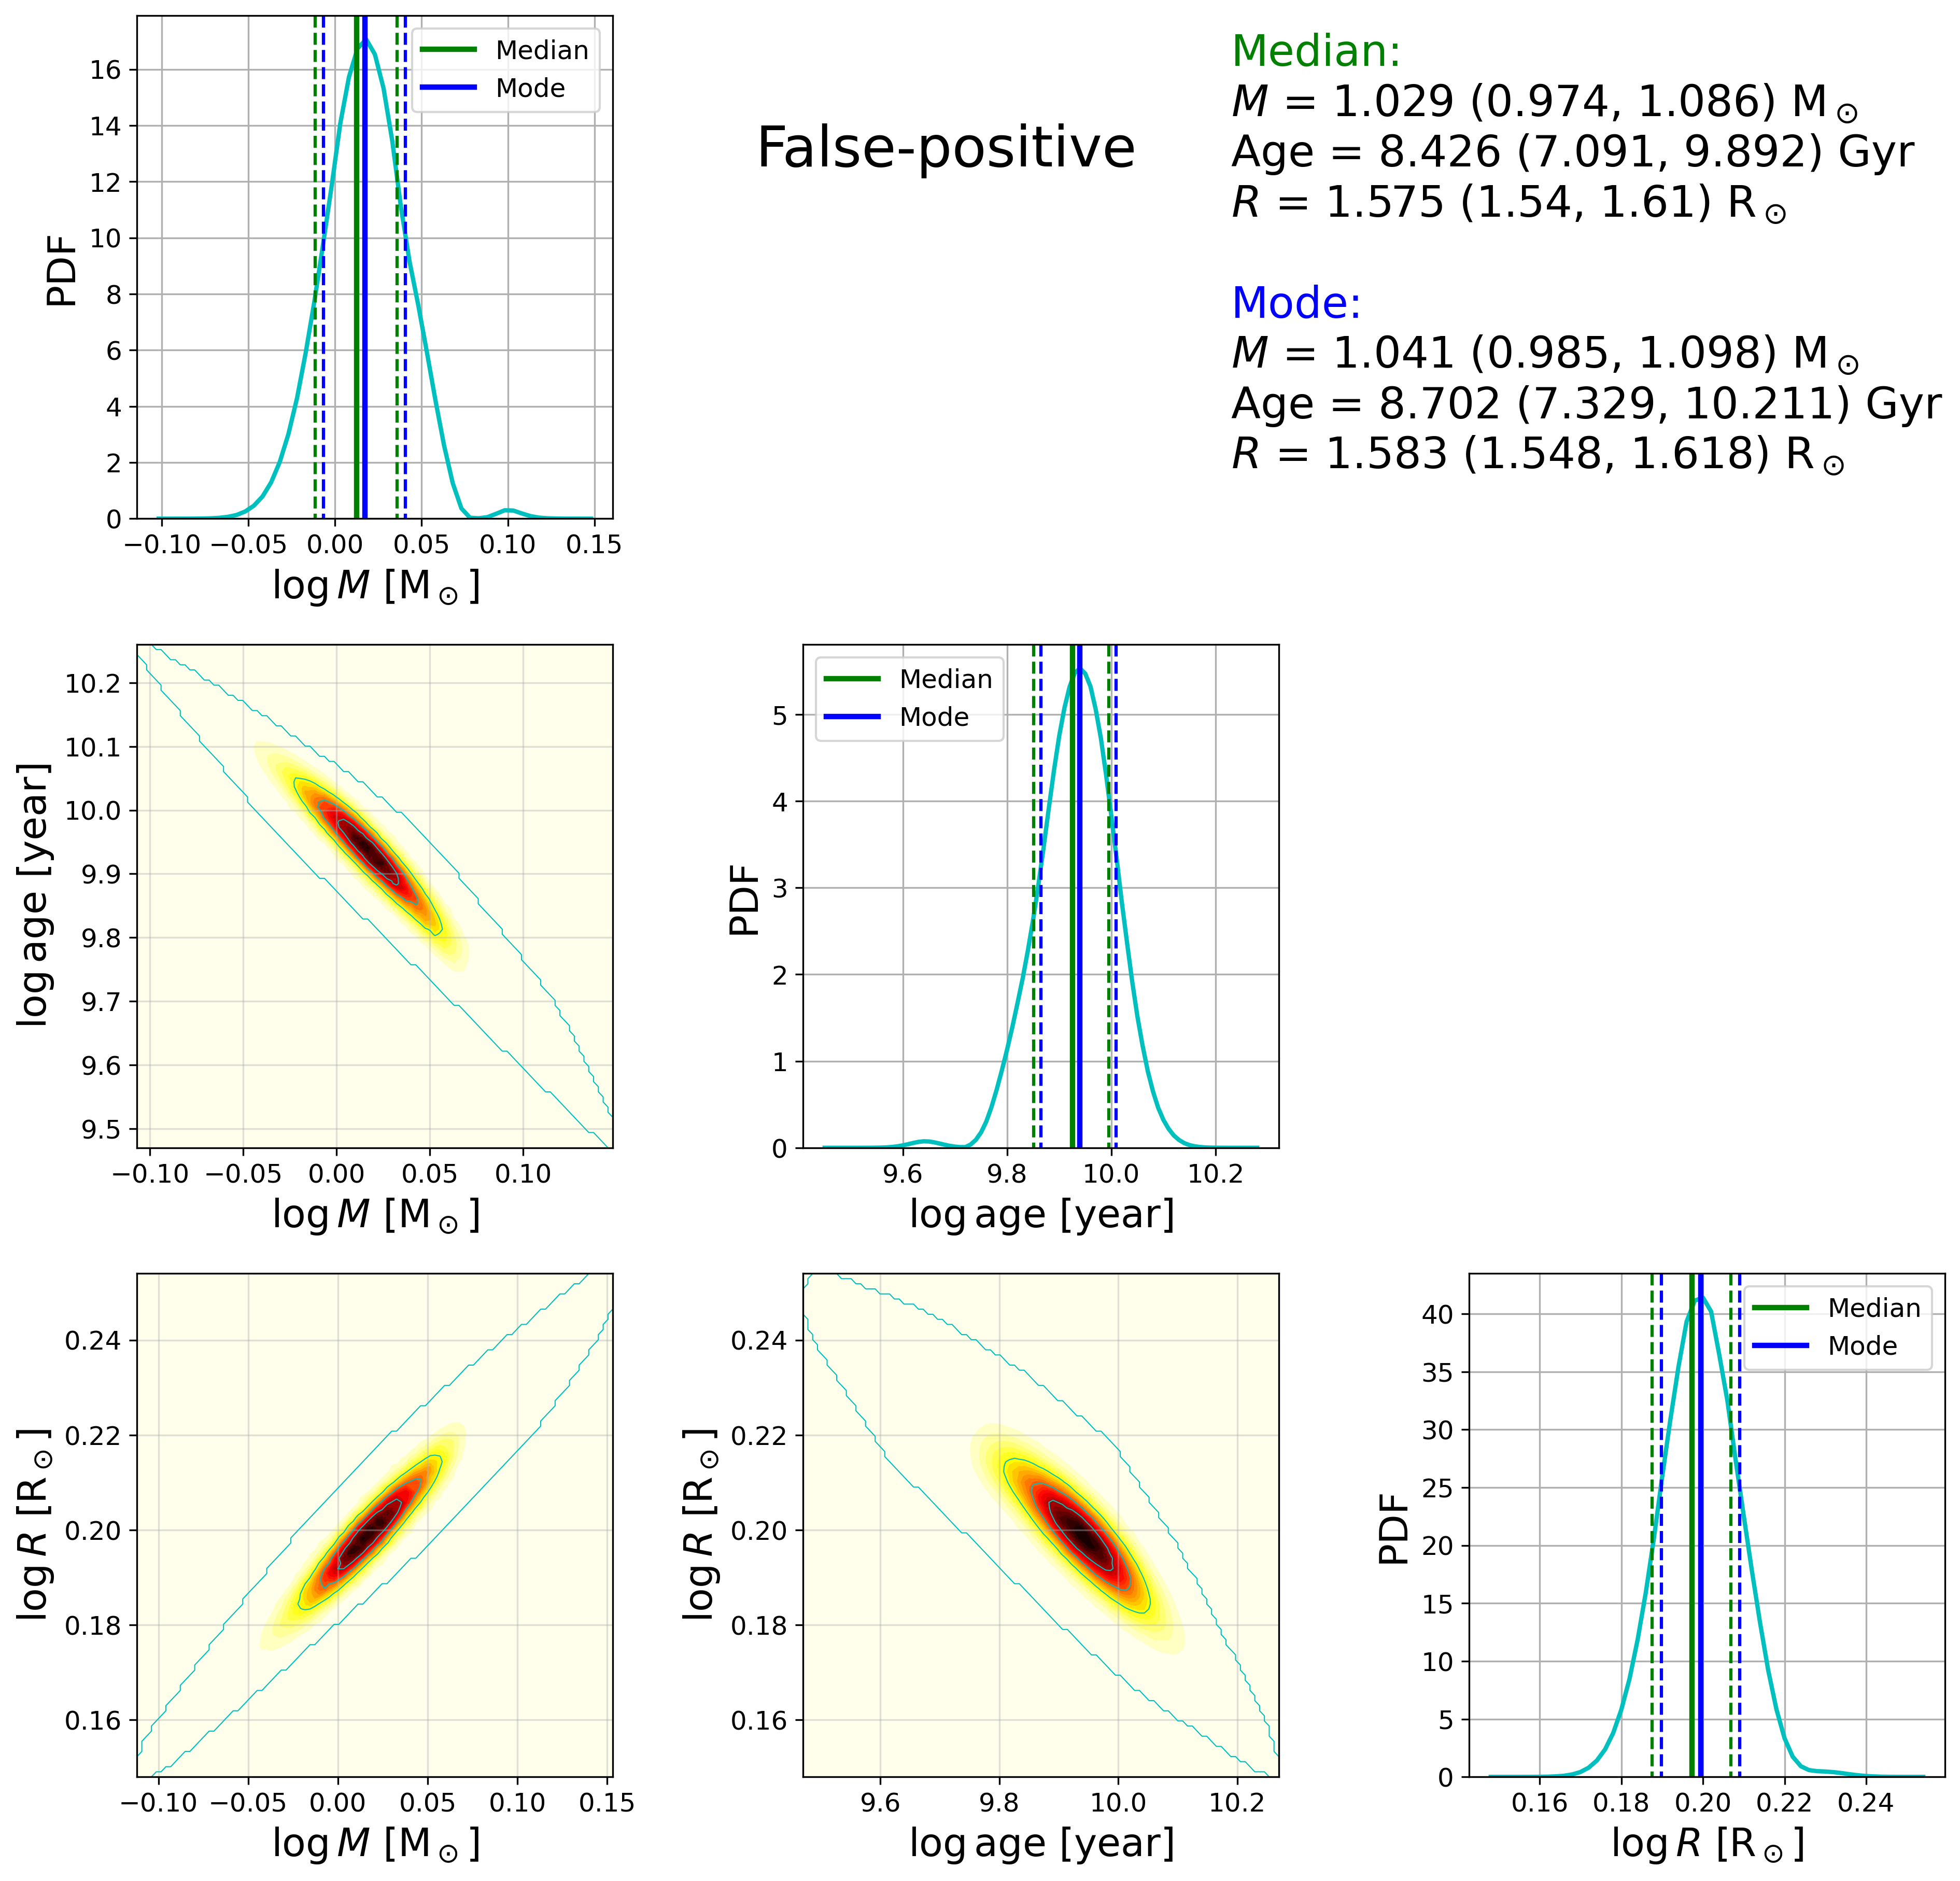 Median
Mode
16
14
12
10
8
6
4
2
0
PDF
−0.10 −0.05 0.00 0.05 0.10 0.15
log M [M⊙]
False-positive
Median:
M = 1.029 (0.974, 1.086) M⊙
Age = 8.426 (7.091, 9.892) Gyr
R = 1.575 (1.54, 1.61) R⊙
Mode:
M = 1.041 (0.985, 1.098) M⊙
Age = 8.702 (7.329, 10.211) Gyr
R = 1.583 (1.548, 1.618) R⊙
10.2
10.1
10.0
9.9
9.8
9.7
9.6
9.5
log age [year]
−0.10 −0.05 0.00 0.05 0.10
log M [M⊙]
Median
Mode
5
4
3
2
1
0
PDF
9.6 9.8 10.0 10.2
log age [year]
0.24
0.22
0.20
0.18
0.16
log R [R⊙]
−0.10 −0.05 0.00 0.05 0.10 0.15
log M [M⊙]
0.24
0.22
0.20
0.18
0.16
log R [R⊙]
9.6 9.8 10.0 10.2
log age [year]
Median
Mode
40
35
30
25
20
15
10
5
0
PDF
0.16 0.18 0.20 0.22 0.24
log R [R⊙]